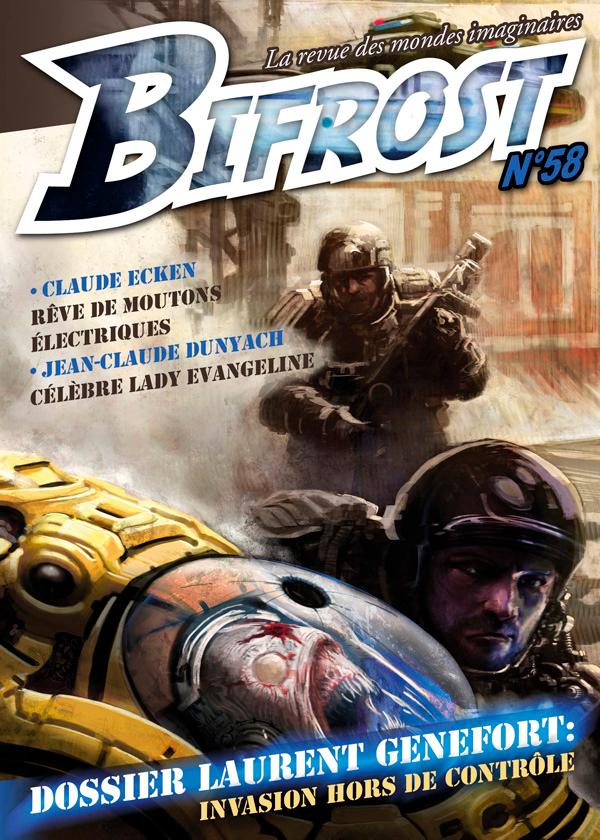 La revue des mondes imaginaires
BIFROST
N°58
• CLAUDE ECKEN
RÊVE DE MOUTONS
ÉLECTRIQUES
• JEAN-CLAUDE DUNYACH
CÉLÈBRE LADY EVANGELINE
DOSSIER LAURENT GENEFORT:
INVASION HORS DE CONTRÔLE